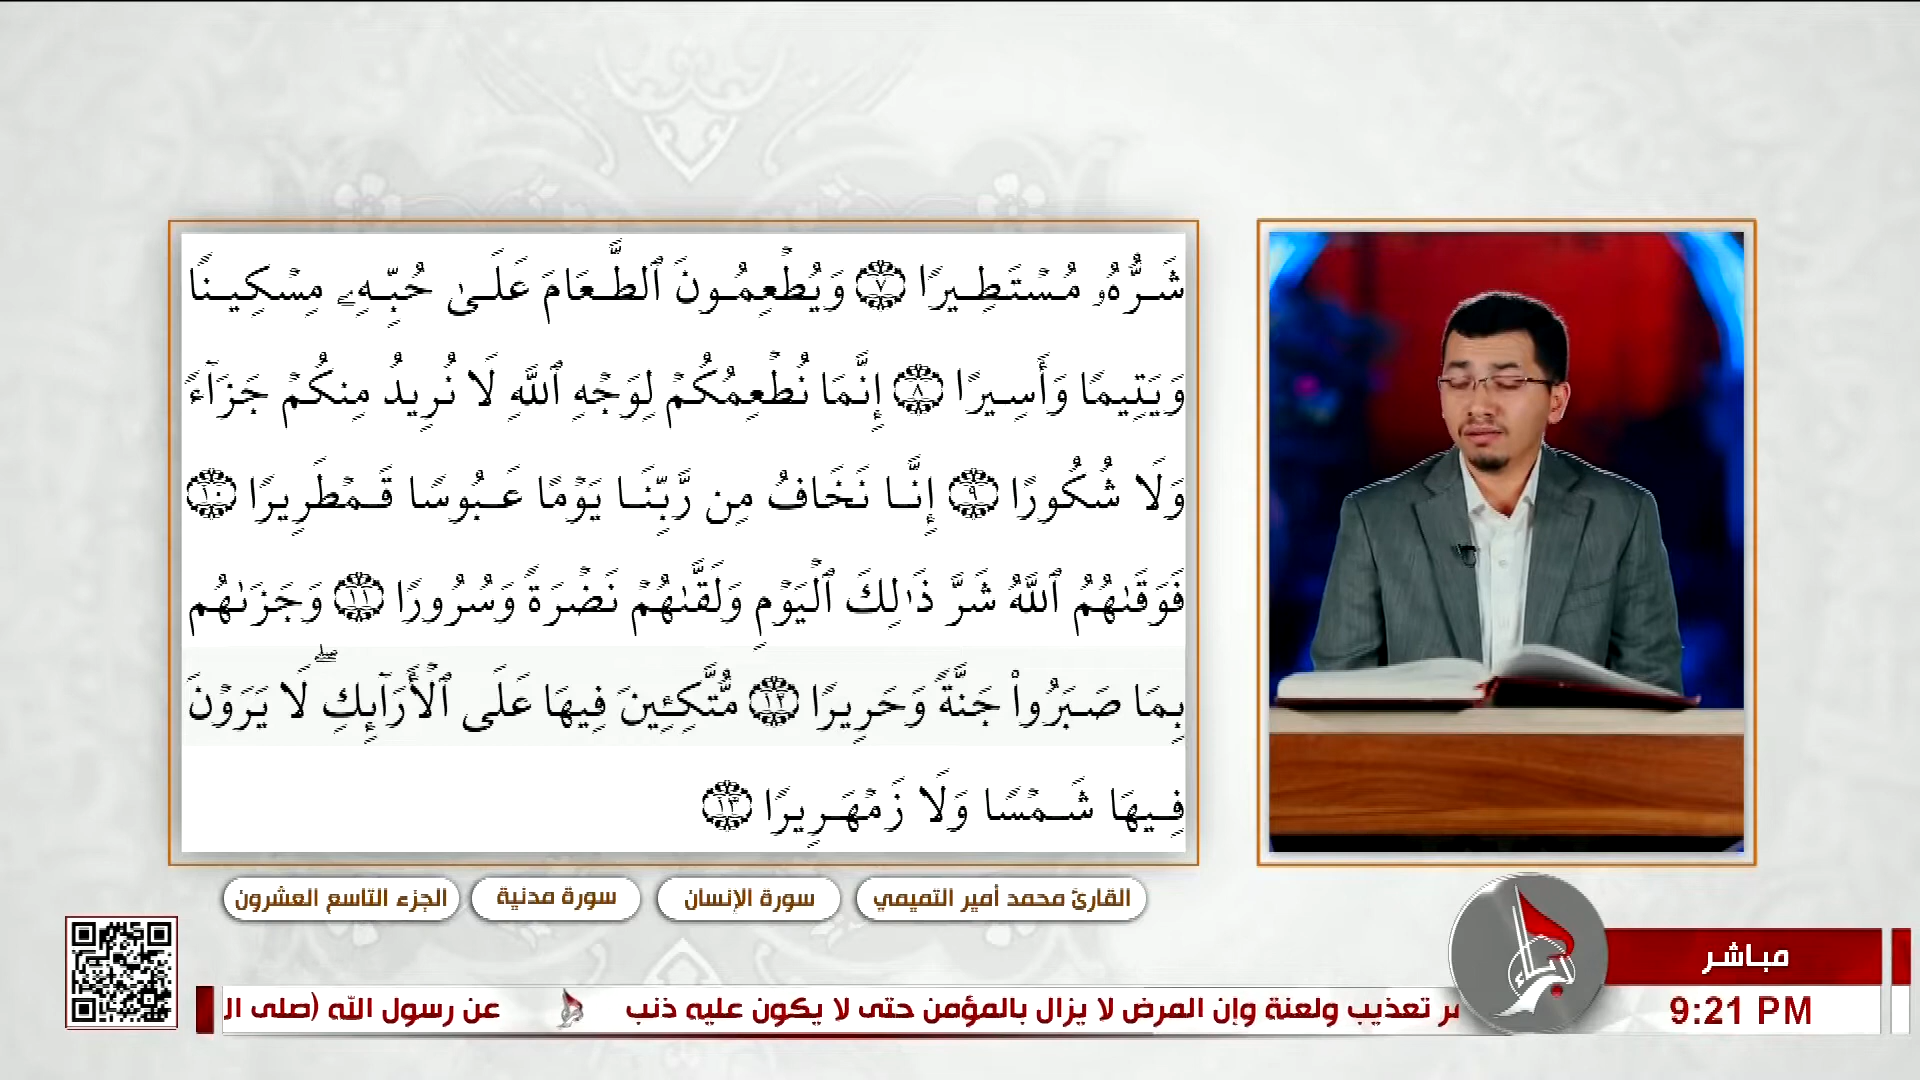 شَرُّهُۥ مُسْتَطِيرًا ٧ وَيُطْعِمُونَ ٱلطَّعَامَ عَلَىٰ حُبِّهِۦ مِسْكِينًا
وَيَتِيمًا وَأَسِيرًا ٨ إِنَّمَا نُطْعِمُكُمْ لِوَجْهِ ٱللَّهِ لَا نُرِيدُ مِنكُمْ جَزَآءً
وَلَا شُكُورًا ٩ إِنَّا نَخَافُ مِن رَّبِّنَا يَوْمًا عَبُوسًا قَمْطَرِيرًا ١٠
فَوَقَىٰهُمُ ٱللَّهُ شَرَّ ذَٰلِكَ ٱلْيَوْمِ وَلَقَّىٰهُمْ نَضْرَةً وَسُرُورًا ١١ وَجَزَىٰهُم
بِمَا صَبَرُوا۟ جَنَّةً وَحَرِيرًا ١٢ مُّتَّكِـِٔينَ فِيهَا عَلَى ٱلْأَرَآئِكِ ۖ لَا يَرَوْنَ
فِيهَا شَمْسًا وَلَا زَمْهَرِيرًا ١٣
القارئ محمد أمير التميمي
سورة الإنسان
سورة مدنية
الجزء التاسع العشرون
مباشر
9:21 PM
تعذيب ولعنة وإن المرض لا يزال بالمؤمن حتى لا يكون عليه ذنب
عن رسول الله (صلى